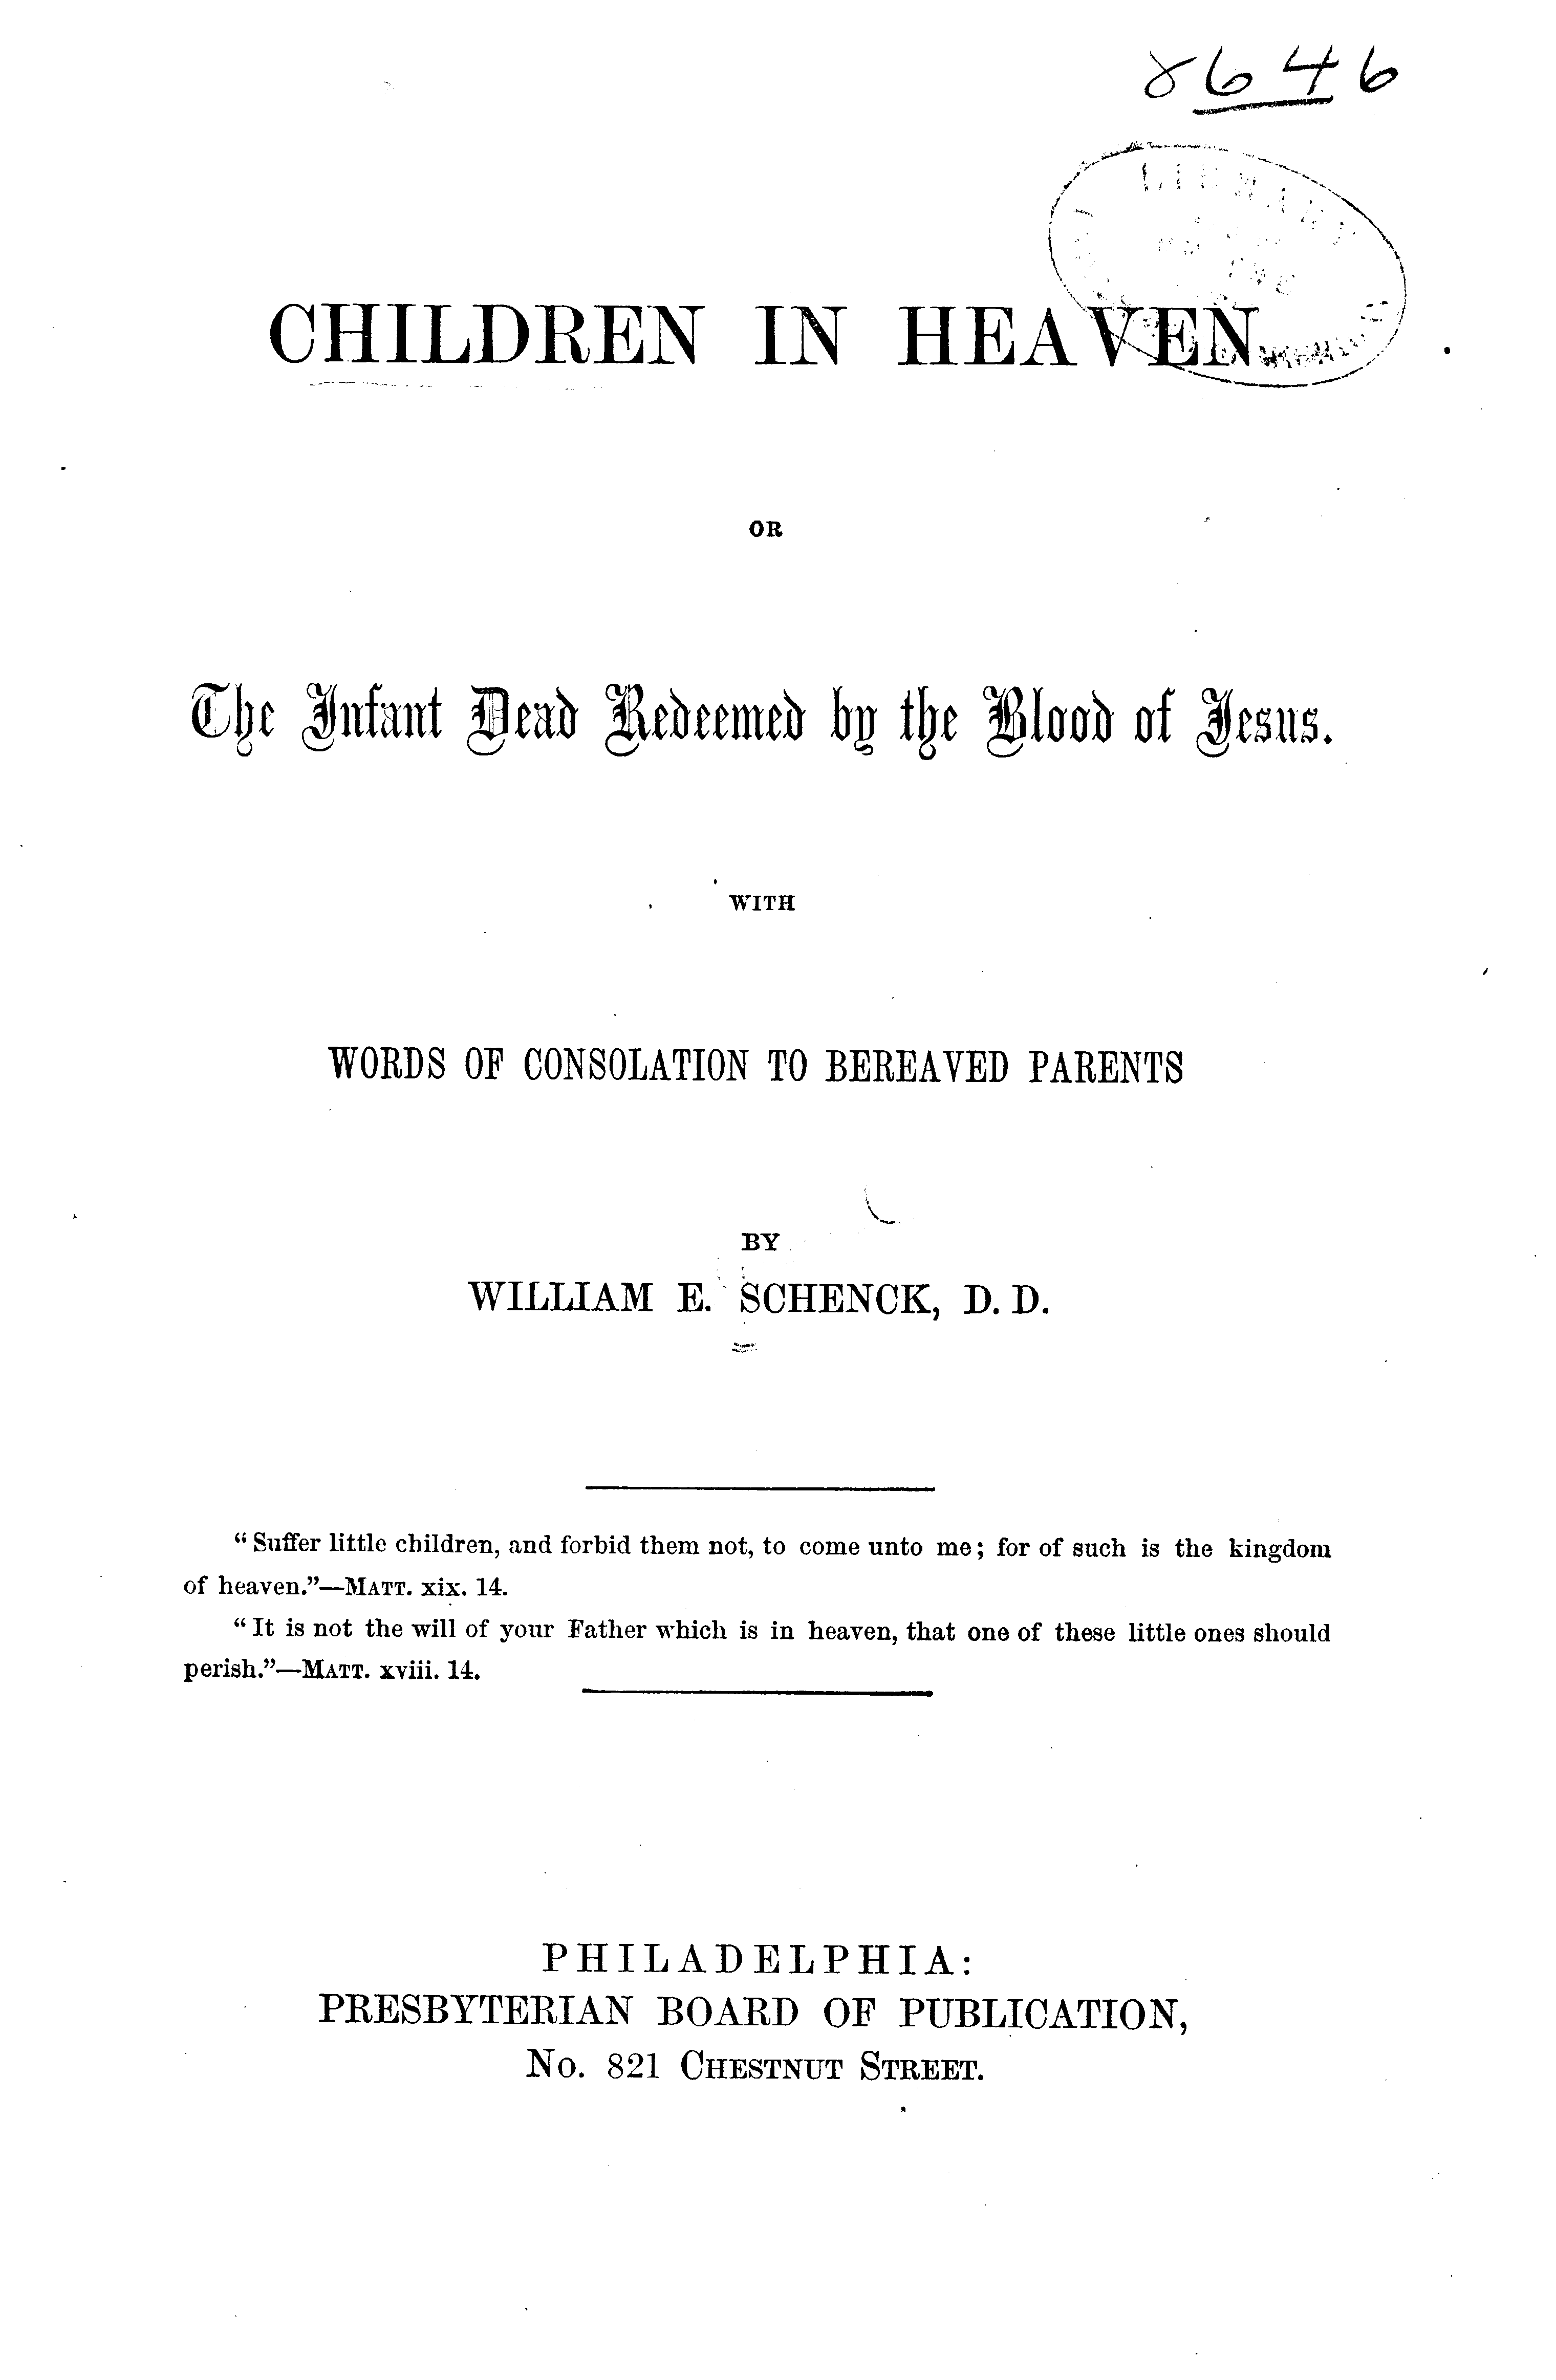 8646
LIBRARY
CHILDREN IN HEAVEN
OR
The Infant Dead Redeemed by the Blood of Jesus.
WITH
WORDS OF CONSOLATION TO BEREAVED PARENTS
BY
WILLIAM E. SCHENCK, D. D.
“Suffer little children, and forbid them not, to come unto me; for of such is the kingdom
of heaven.”—MATT. xix. 14.
“It is not the will of your Father which is in heaven, that one of these little ones should
perish.”—MATT. xviii. 14.
PHILADELPHIA:
PRESBYTERIAN BOARD OF PUBLICATION,
No. 821 CHESTNUT STREET.